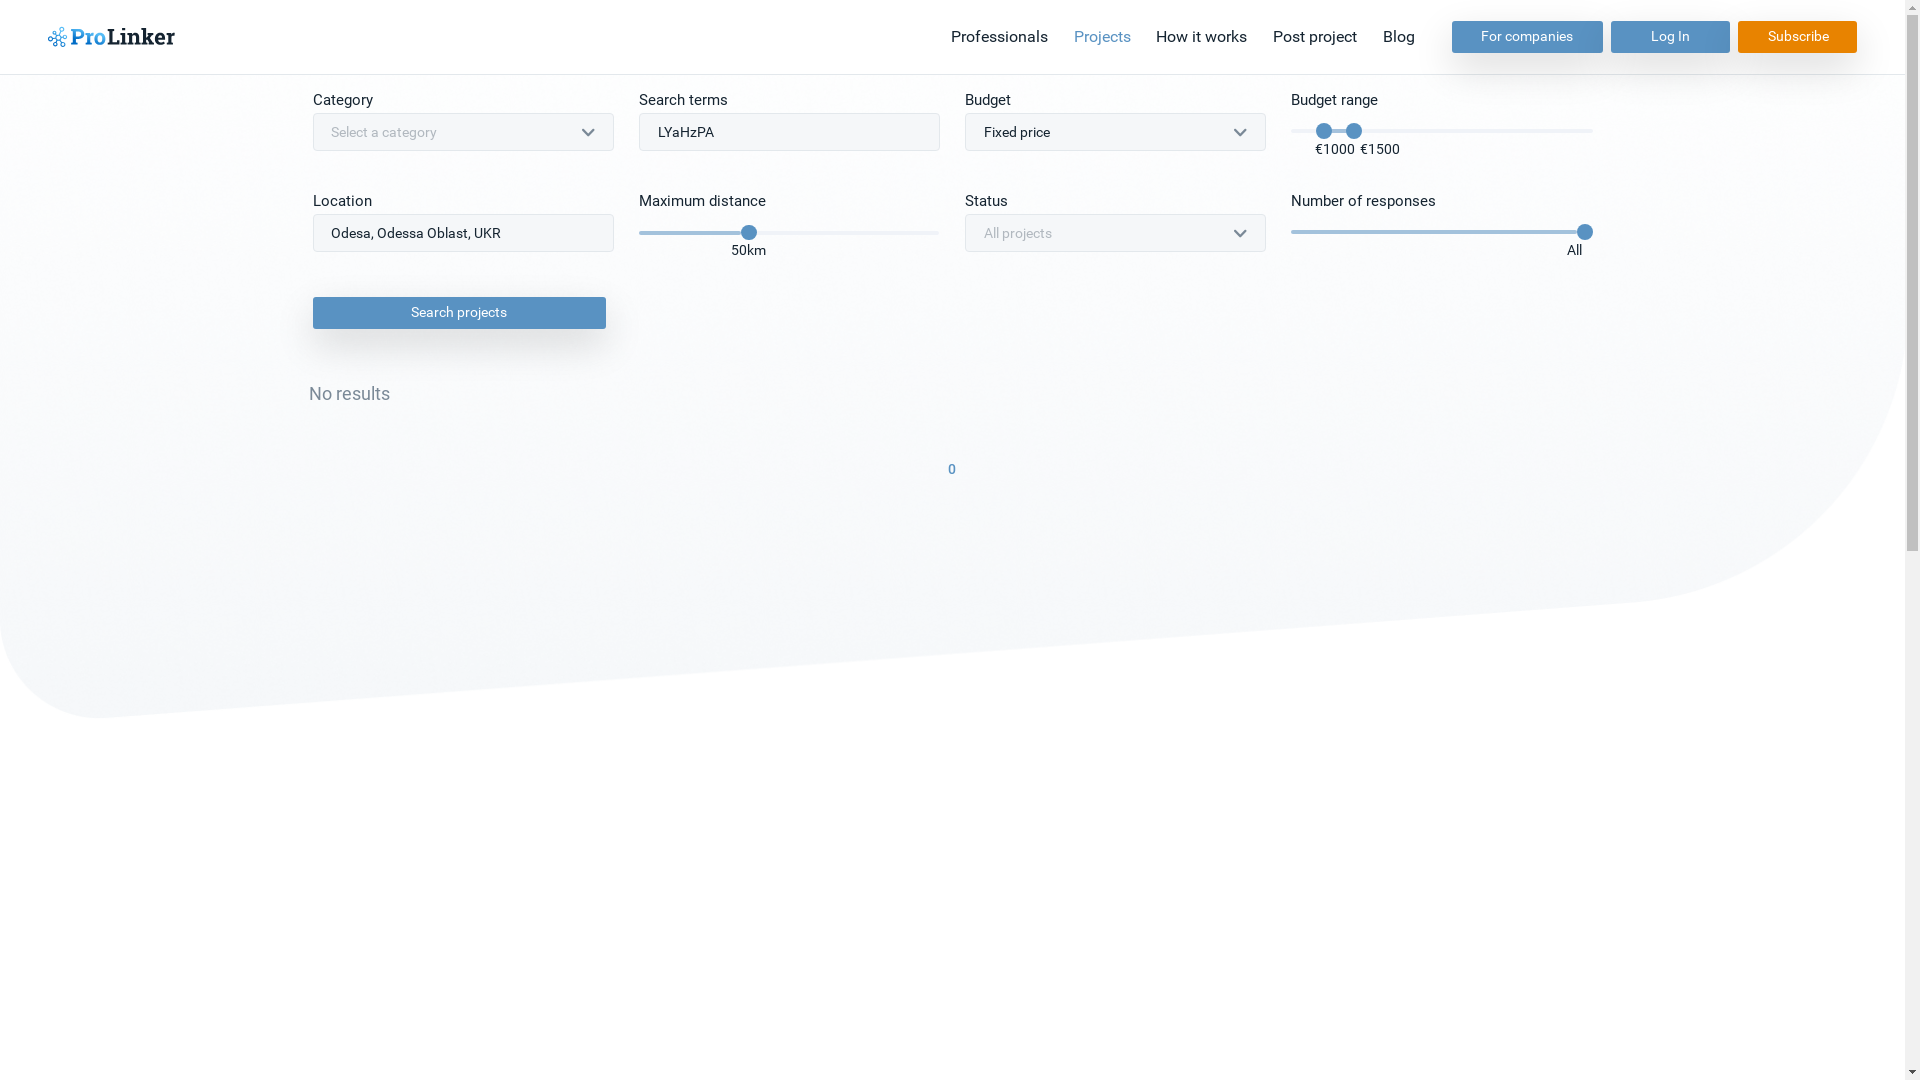 ProLinker
Professionals Projects How it works Post project Blog For companies Log In Subscribe
Category Search terms Budget Budget range
Select a category LYaHzPA Fixed price
€1000 €1500
Location Maximum distance Status Number of responses
Odesa, Odessa Oblast, UKR All projects
50km All
Search projects
No results
0